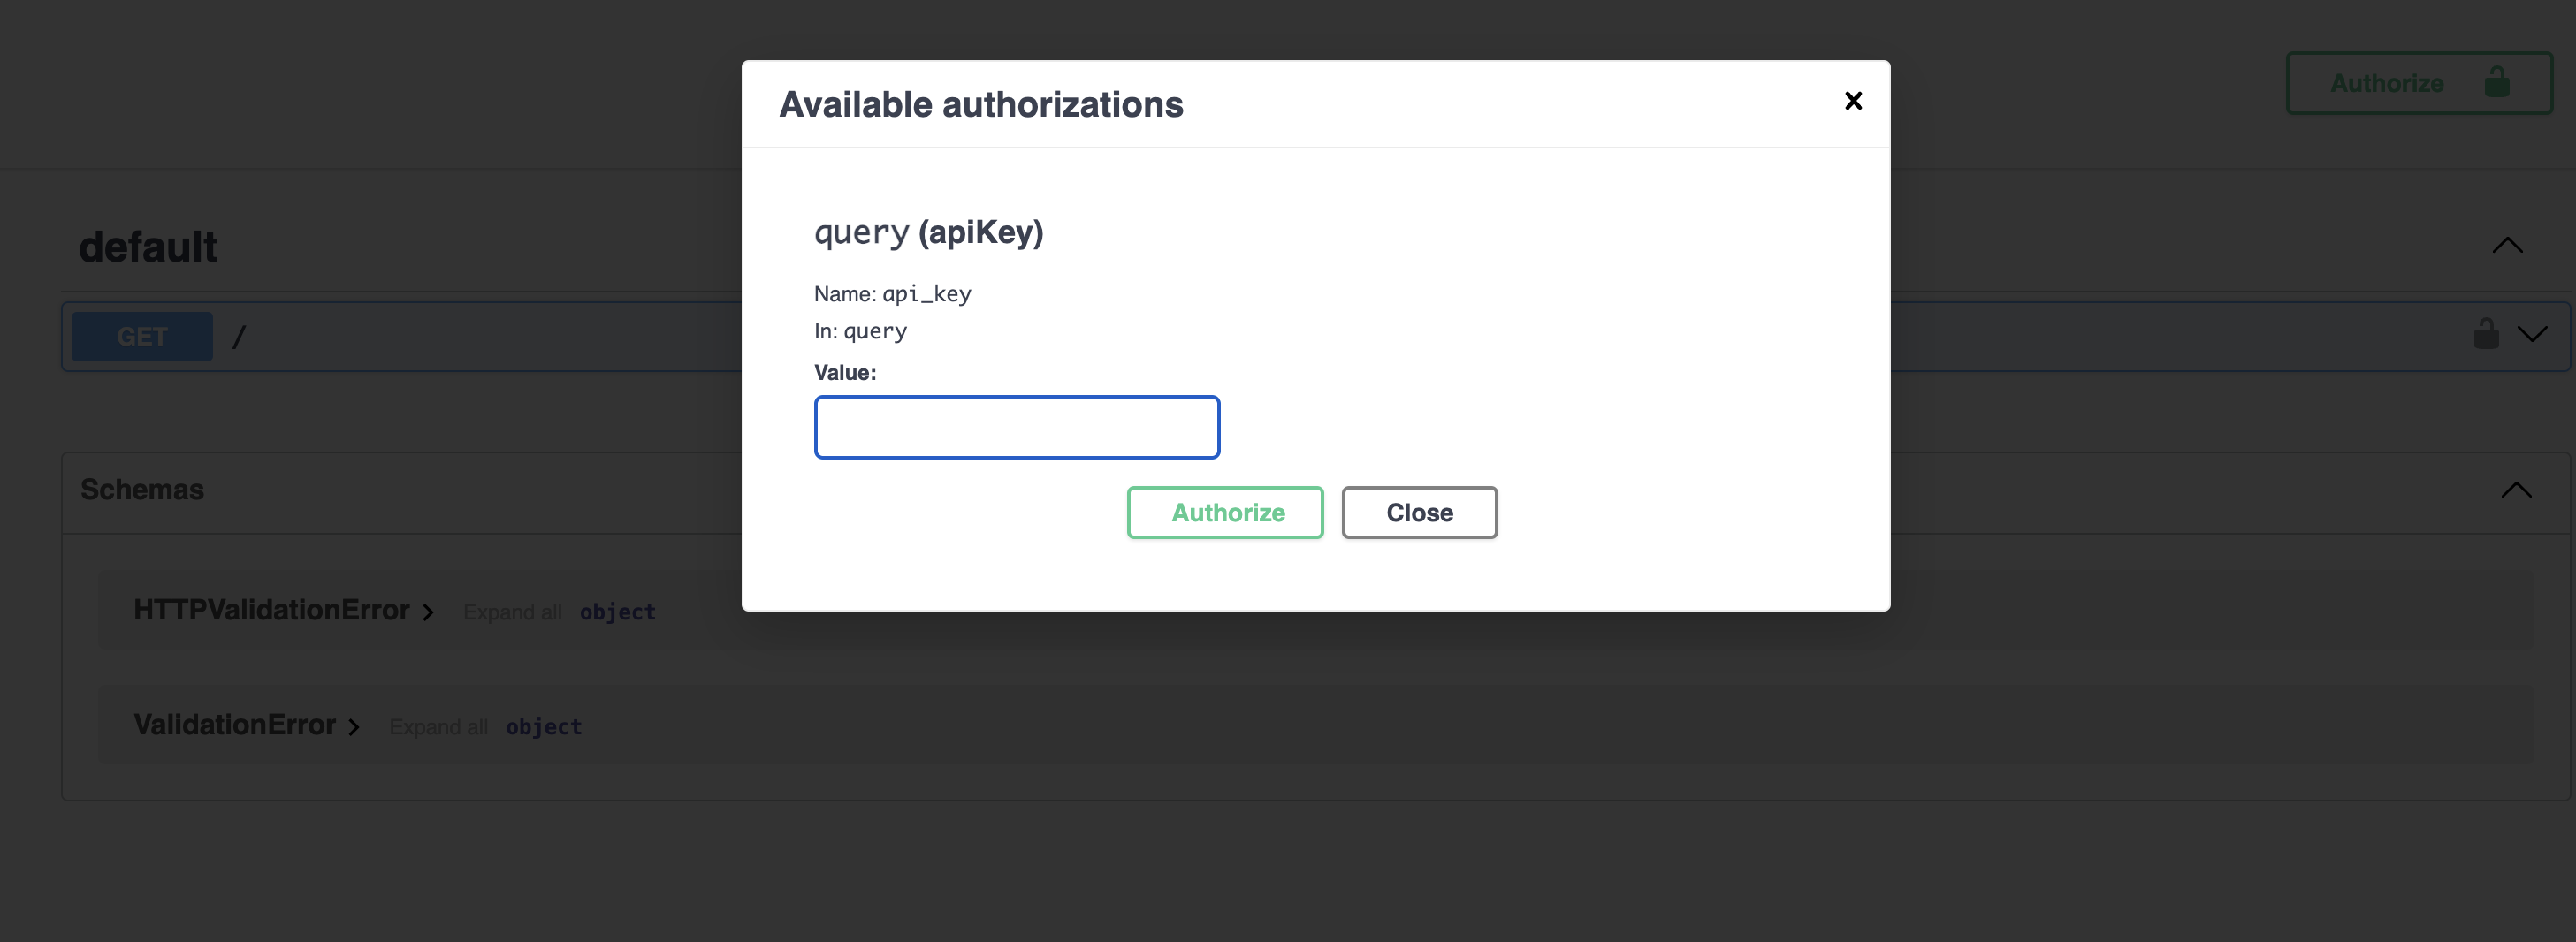 Authorize
Available authorizations
query (apiKey)
Name: api_key
In: query
Value:
Authorize
Close
default
GET /
Schemas
HTTPValidationError Expand all object
ValidationError Expand all object